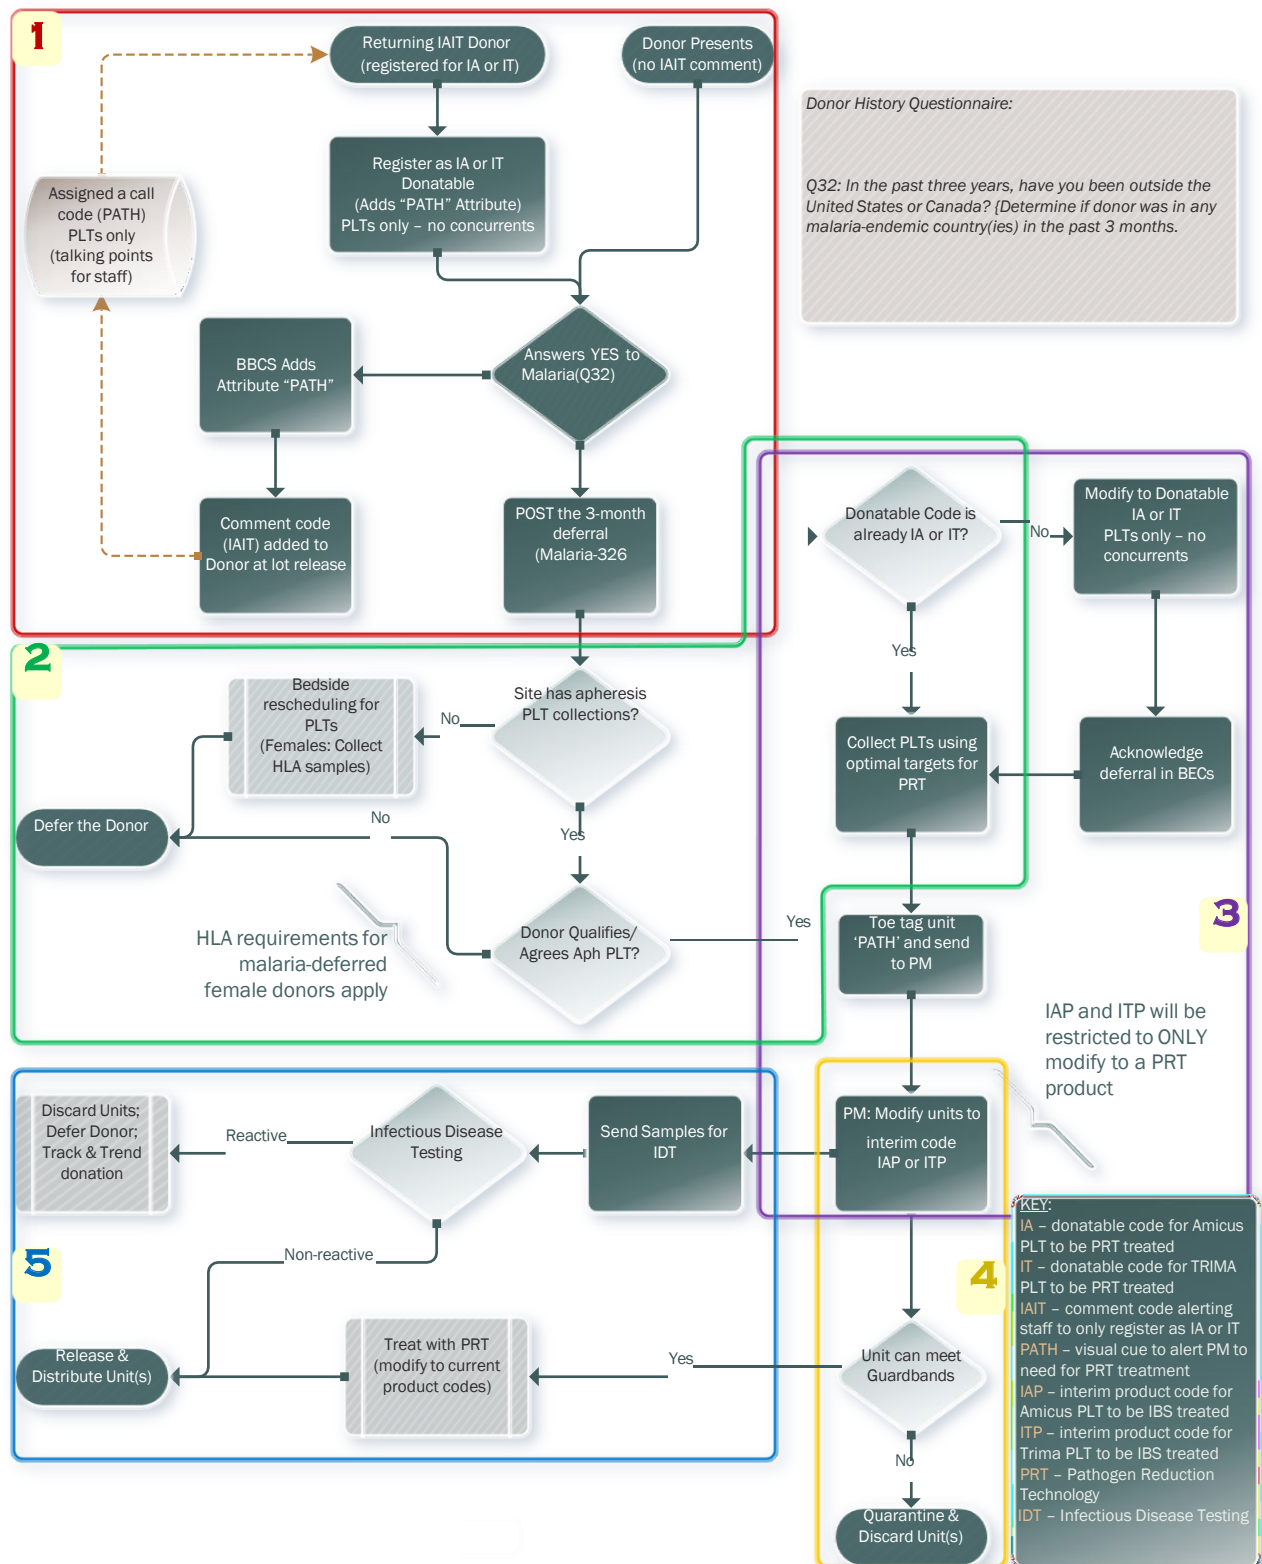 1
Returning IAIT Donor
(registered for IA or IT)
Donor Presents
(no IAIT comment)
Donor History Questionnaire:
Q32: In the past three years, have you been outside the
United States or Canada? {Determine if donor was in any
malaria-endemic country(ies) in the past 3 months.
Register as IA or IT
Donatable
(Adds “PATH” Attribute)
PLTs only – no concurrents
Assigned a call
code (PATH)
PLTs only
(talking points
for staff)
Answers YES to
Malaria(Q32)
BBCS Adds
Attribute “PATH”
Comment code
(IAIT) added to
Donor at lot release
POST the 3-month
deferral
(Malaria-326
Donatable Code is
already IA or IT?
No
Modify to Donatable
IA or IT
PLTs only – no
concurrents
Yes
2
Bedside
rescheduling for
PLTs
(Females: Collect
HLA samples)
No
Site has apheresis
PLT collections?
Collect PLTs using
optimal targets for
PRT
Acknowledge
deferral in BECs
Defer the Donor
No
Yes
Donor Qualifies/
Agrees Aph PLT?
Yes
HLA requirements for
malaria-deferred
female donors apply
Toe tag unit
‘PATH’ and send
to PM
3
IAP and ITP will be
restricted to ONLY
modify to a PRT
product
Discard Units;
Defer Donor;
Track & Trend
donation
Reactive
Infectious Disease
Testing
Send Samples for
IDT
PM: Modify units to
interim code
IAP or ITP
5
Non-reactive
4
Release &
Distribute Unit(s)
Treat with PRT
(modify to current
product codes)
Yes
Unit can meet
Guardbands
No
Quarantine &
Discard Unit(s)
KEY:
IA – donatable code for Amicus
PLT to be PRT treated
IT – donatable code for TRIMA
PLT to be PRT treated
IAIT – comment code alerting
staff to only register as IA or IT
PATH – visual cue to alert PM to
need for PRT treatment
IAP – interim product code for
Amicus PLT to be IBS treated
ITP – interim product code for
Trima PLT to be IBS treated
PRT – Pathogen Reduction
Technology
IDT – Infectious Disease Testing